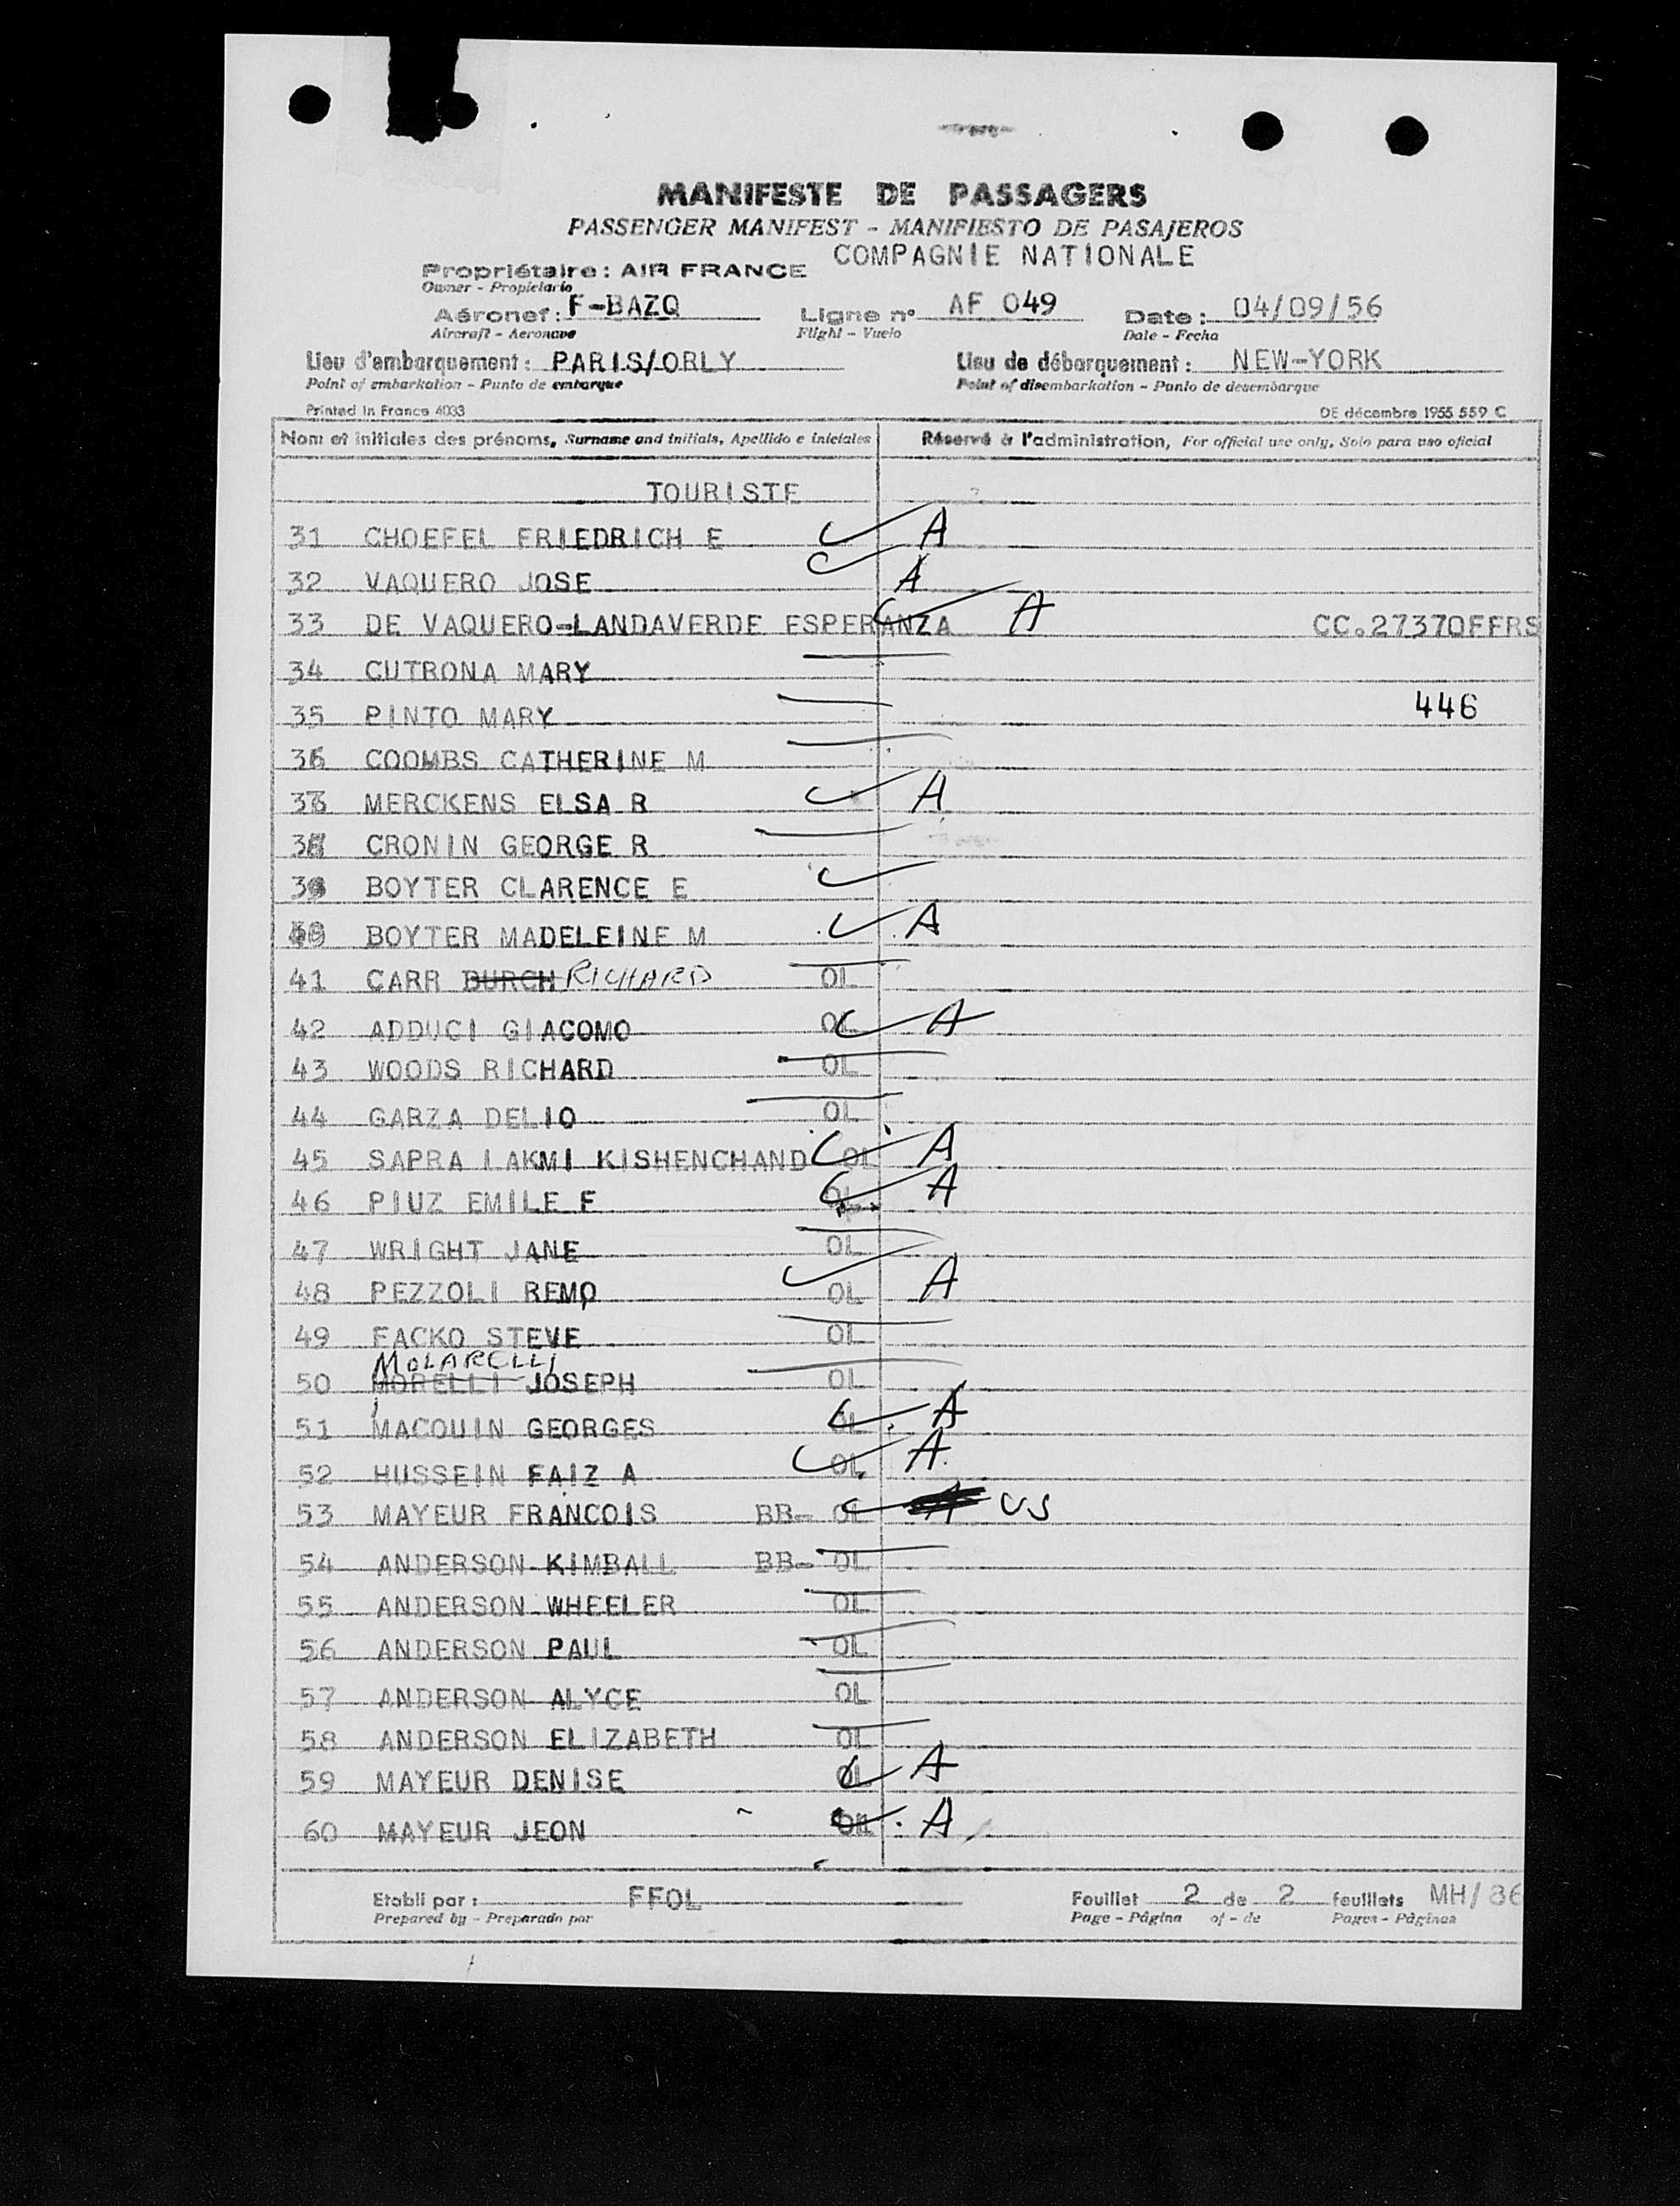 MANIFESTE DE PASSAGERS
PASSENGER MANIFEST - MANIFIESTO DE PASAJEROS
Propriétaire : AIR FRANCE COMPAGNIE NATIONALE
Owner - Propietario
Aéronef : F-BAZQ Ligne n° AF 049 Date : 04/09/56
Aircraft - Aeronave Flight - Vuelo Date - Fecha
Lieu d'embarquement : PARIS/ORLY Lieu de débarquement : NEW-YORK
Point of embarkation - Punto de embarque Point of disembarkation - Punto de desembarque
Printed in France 4033 DE décembre 1955 559 C
Nom et initiales des prénoms, Surname and initials, Apellido e iniciales Réservé à l'administration, For official use only, Solo para uso oficial
TOURISTE
31 CHOEFEL FRIEDRICH E A
32 VAQUERO JOSE A
33 DE VAQUERO-LANDAVERDE ESPERANZA A CC.27370FFRS
34 CUTRONA MARY
35 PINTO MARY 446
36 COOMBS CATHERINE M
37 MERCKENS ELSA R A
38 CRONIN GEORGE R
39 BOYTER CLARENCE E
40 BOYTER MADELEINE M A
41 CARR BURCH RICHARD OL
42 ADDUCI GIACOMO OL A
43 WOODS RICHARD OL
44 GARZA DELIO OL
45 SAPRA LAKMI KISHENCHAND OL A
46 PIUZ EMILE F OL A
47 WRIGHT JANE OL
48 PEZZOLI REMO OL A
49 FACKO STEVE OL
MOLARELLI
50 MORELLI JOSEPH OL
51 MACQUIN GEORGES OL A
52 HUSSEIN FAIZ A OL A
53 MAYEUR FRANCOIS BB- OL A US
54 ANDERSON KIMBALL BB- OL
55 ANDERSON WHEELER OL
56 ANDERSON PAUL OL
57 ANDERSON ALYCE OL
58 ANDERSON ELIZABETH OL
59 MAYEUR DENISE OL A
60 MAYEUR JEON OL A
Etabli par : FFOL Feuillet 2 de 2 feuillets MH/86
Prepared by - Preparado por Page - Página of - de Pages - Páginas